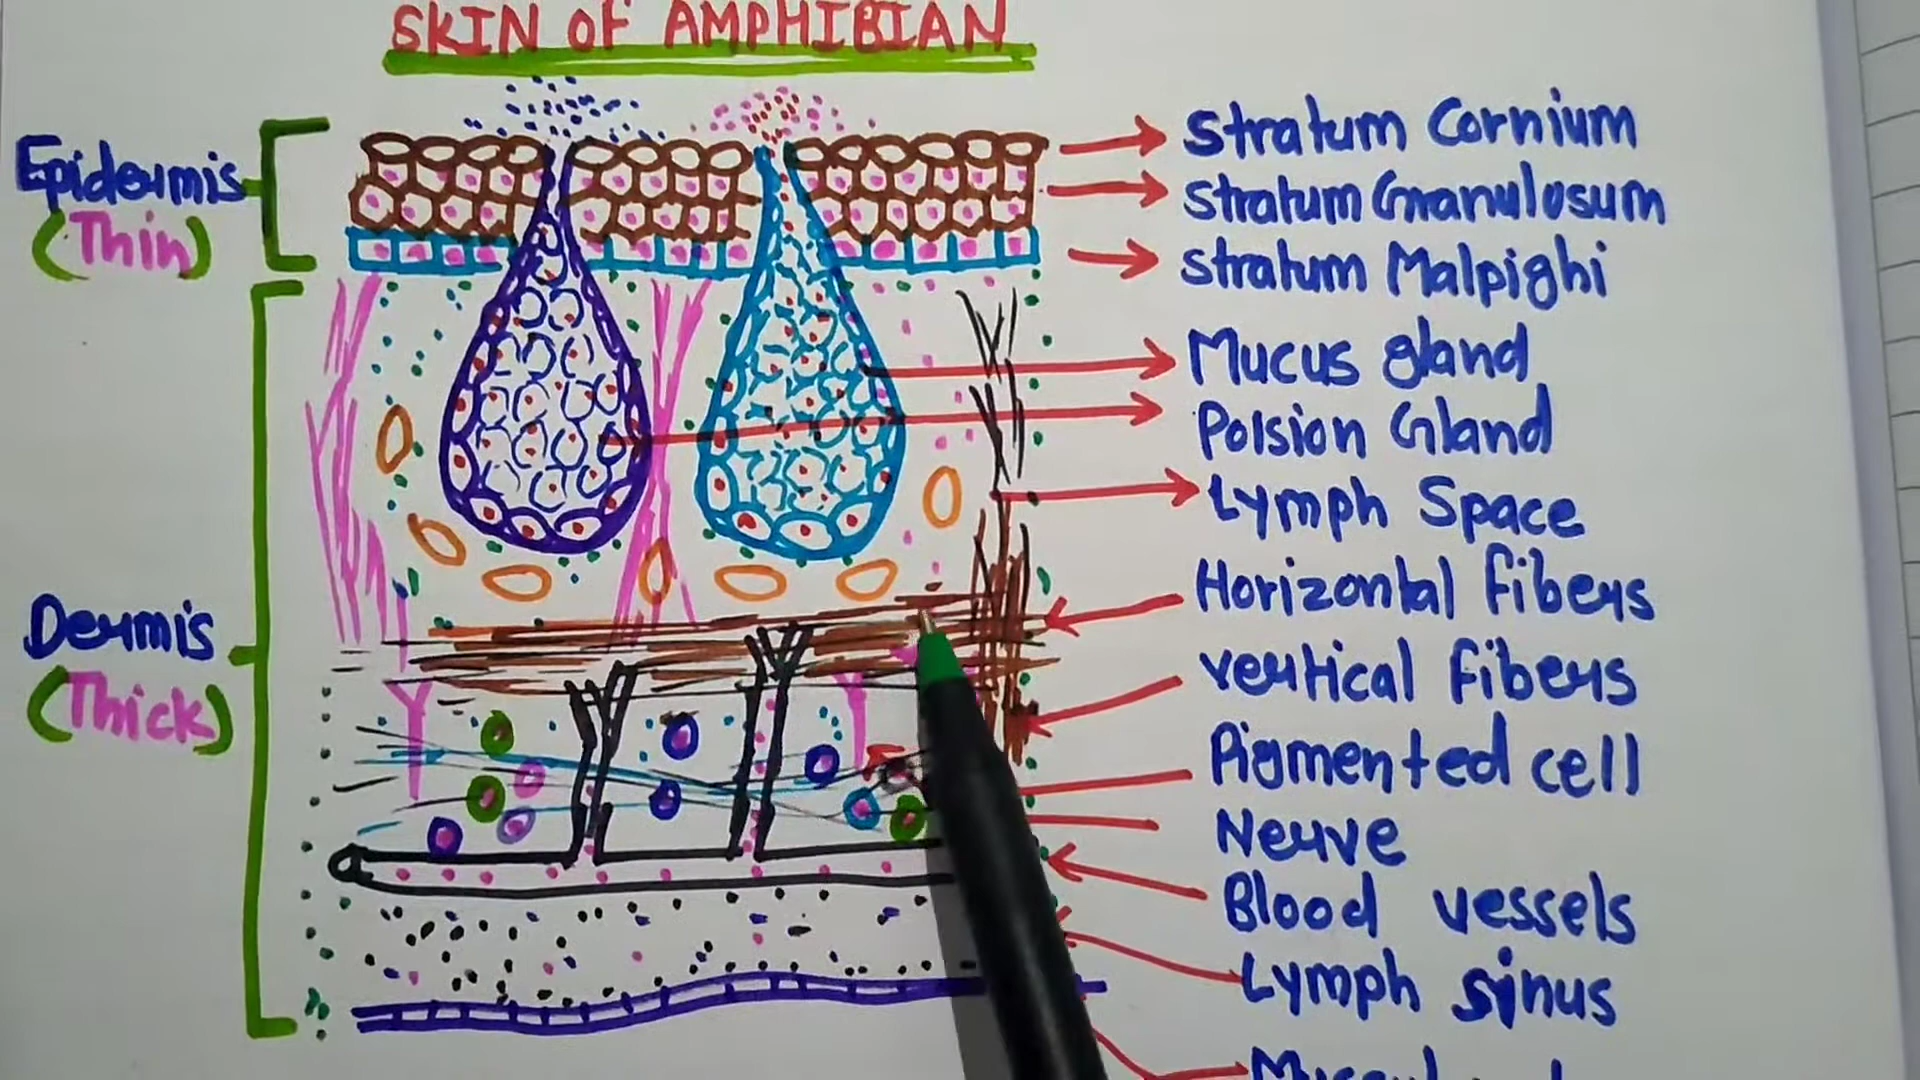 SKIN OF AMPHIBIAN
Epidermis
(Thin)
Dermis
(Thick)
Stratum Cornium
Stratum Granulosum
Stratum Malpighi
Mucus gland
Polsion Gland
Lymph Space
Horizontal fibers
vertical fibers
Pigmented cell
Nerve
Blood vessels
Lymph sinus